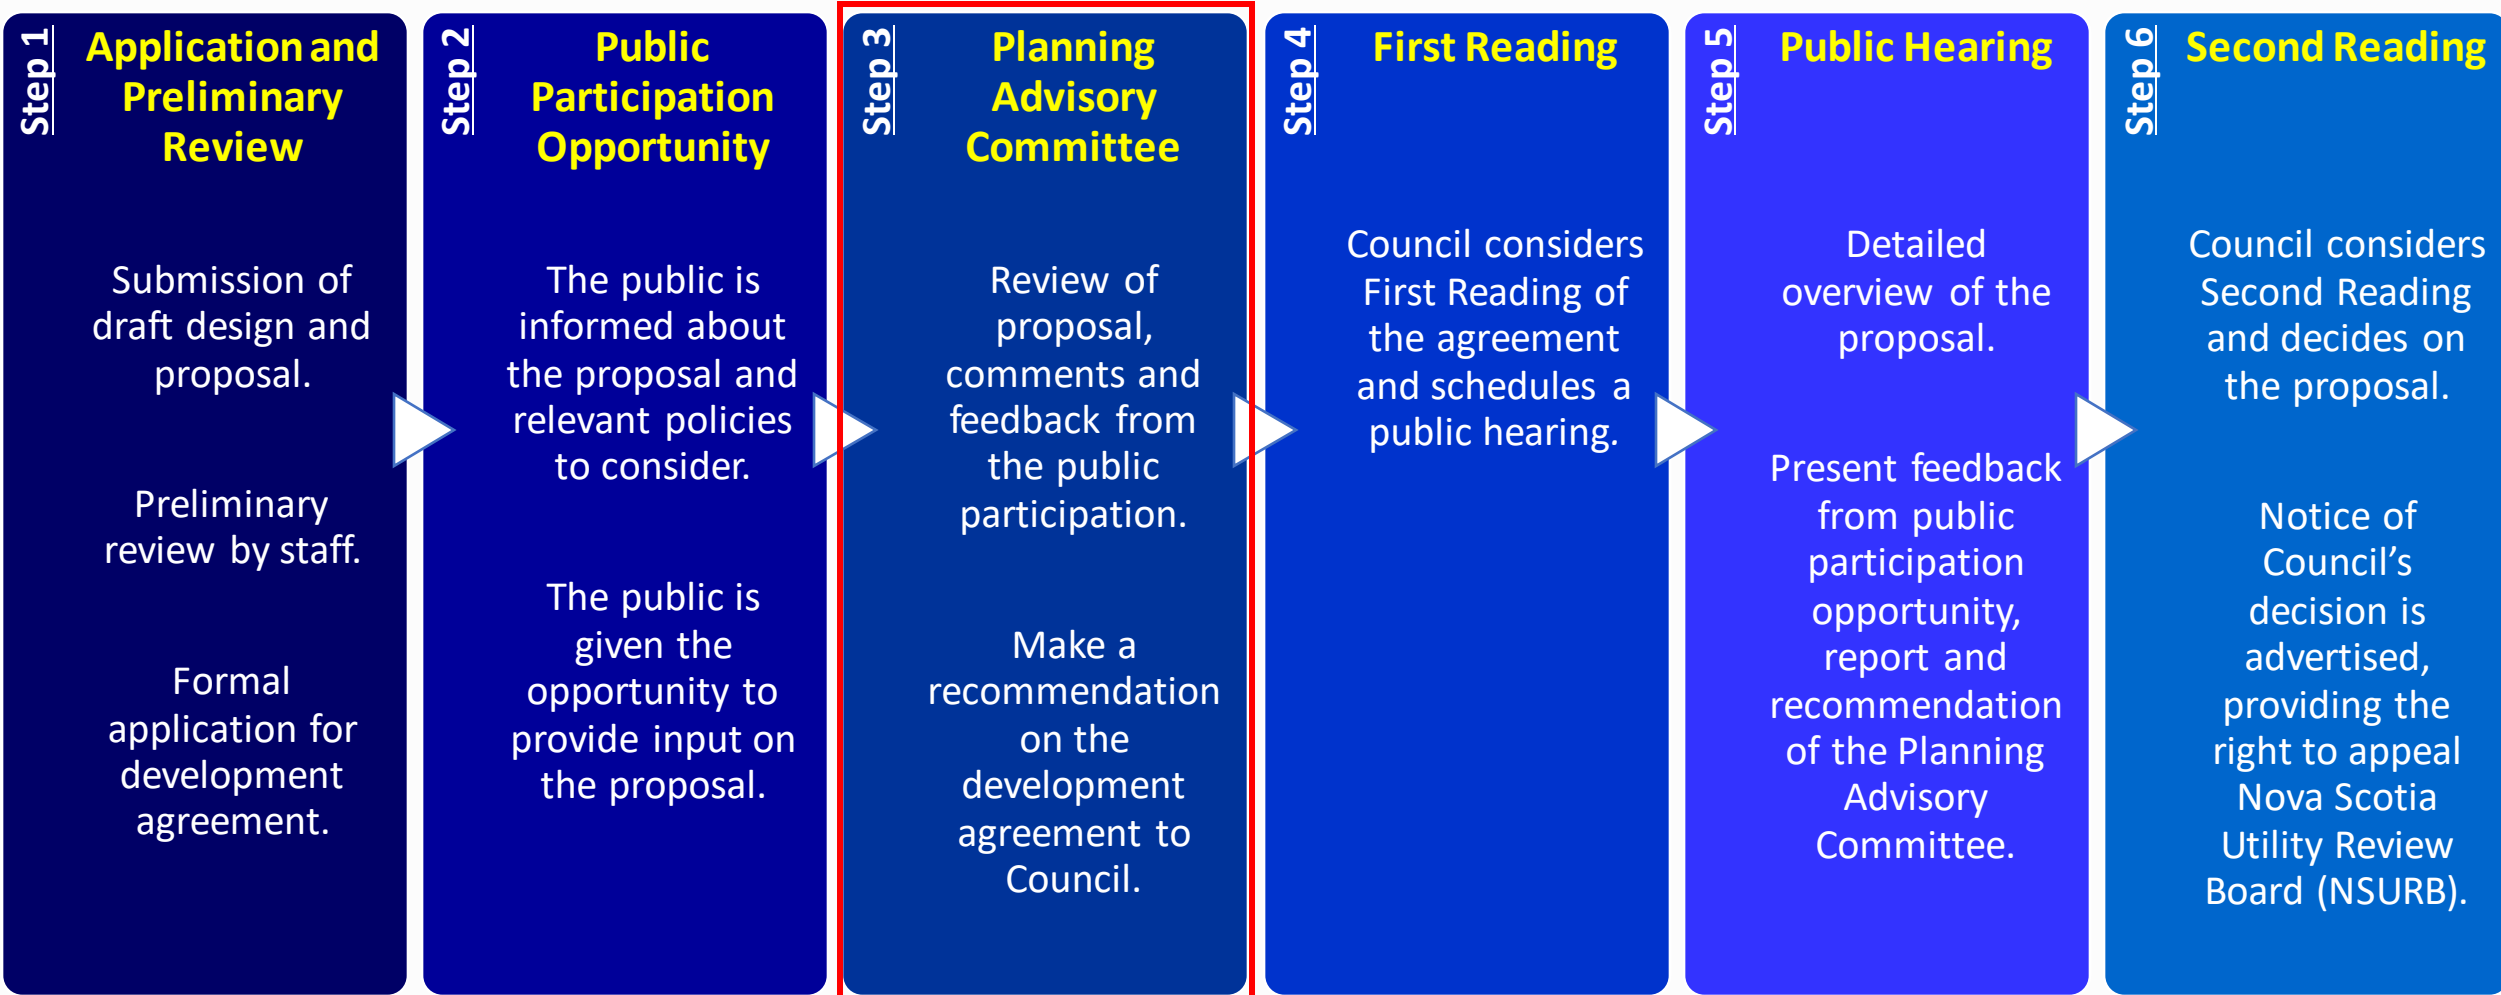 Step 1
Application and
Preliminary
Review
Submission of
draft design and
proposal.
Preliminary
review by staff.
Formal
application for
development
agreement.
Step 2
Public
Participation
Opportunity
The public is
informed about
the proposal and
relevant policies
to consider.
The public is
given the
opportunity to
provide input on
the proposal.
Step 3
Planning
Advisory
Committee
Review of
proposal,
comments and
feedback from
the public
participation.
Make a
recommendation
on the
development
agreement to
Council.
Step 4
First Reading
Council considers
First Reading of
the agreement
and schedules a
public hearing.
Step 5
Public Hearing
Detailed
overview of the
proposal.
Present feedback
from public
participation
opportunity,
report and
recommendation
of the Planning
Advisory
Committee.
Step 6
Second Reading
Council considers
Second Reading
and decides on
the proposal.
Notice of
Council’s
decision is
advertised,
providing the
right to appeal
Nova Scotia
Utility Review
Board (NSURB).